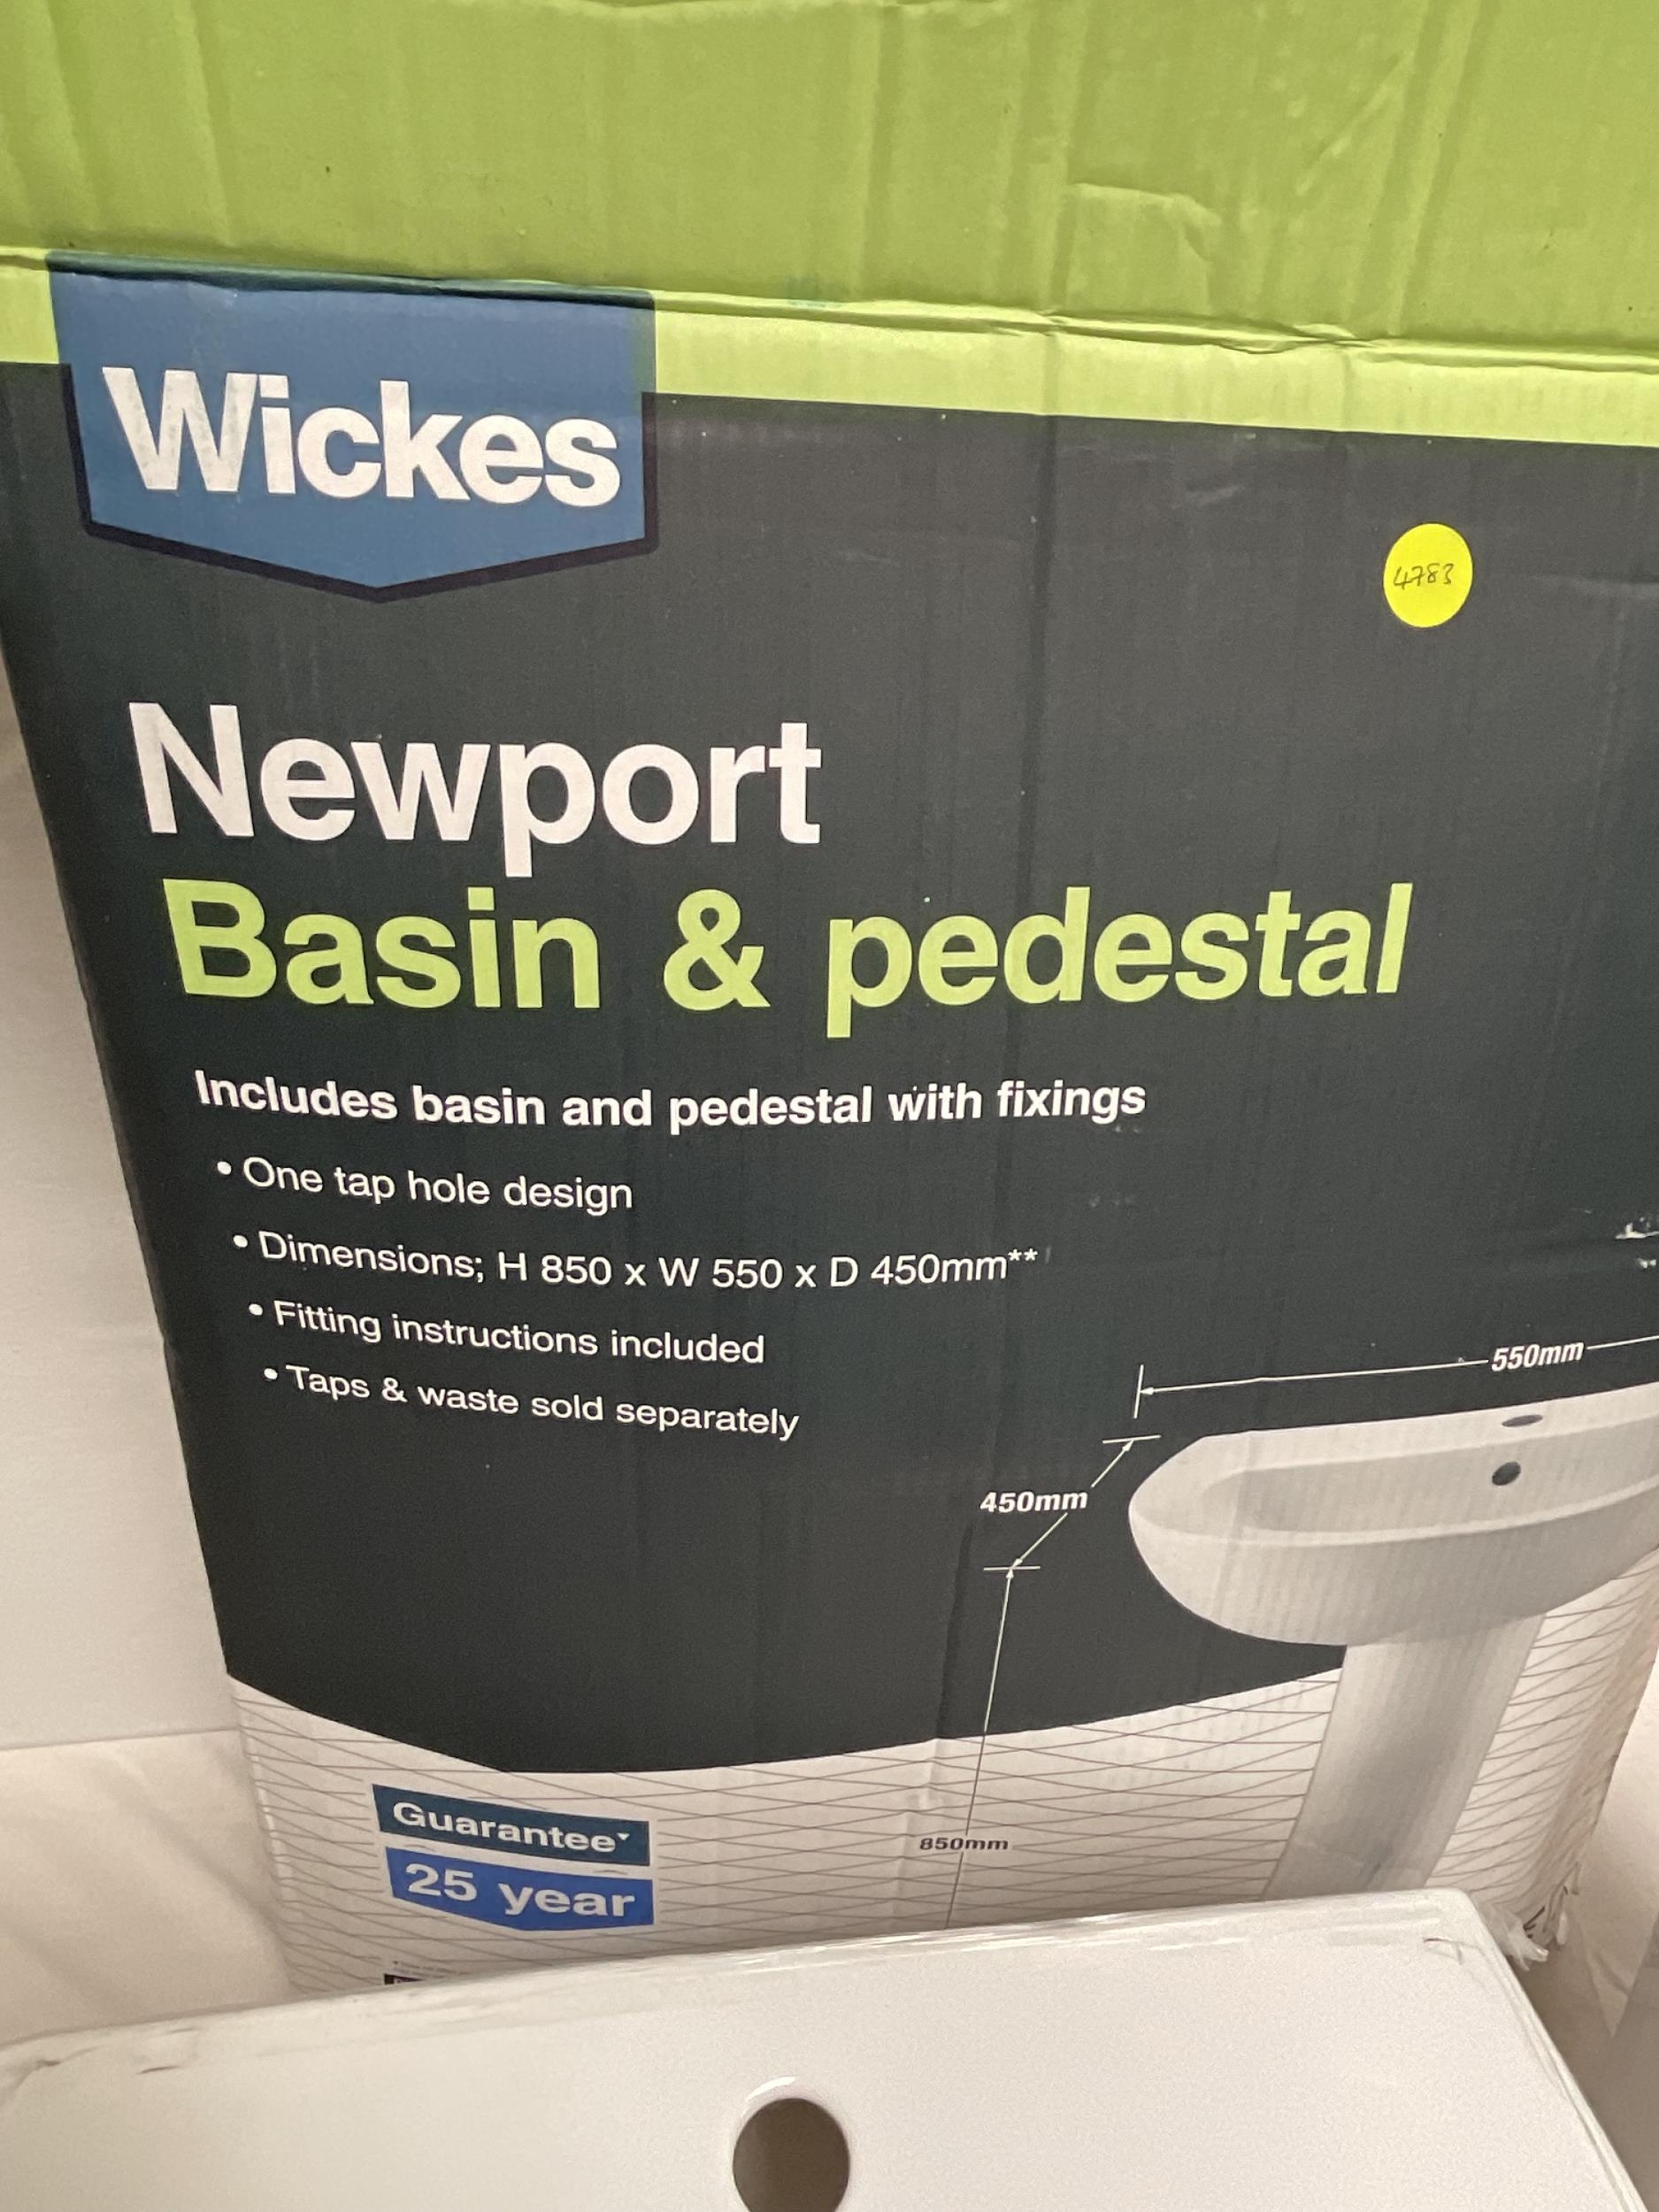 Wickes
4783
Newport
Basin & pedestal
Includes basin and pedestal with fixings
• One tap hole design
• Dimensions; H 850 x W 550 x D 450mm**
• Fitting instructions included
• Taps & waste sold separately
550mm
450mm
850mm
Guarantee▾
25 year